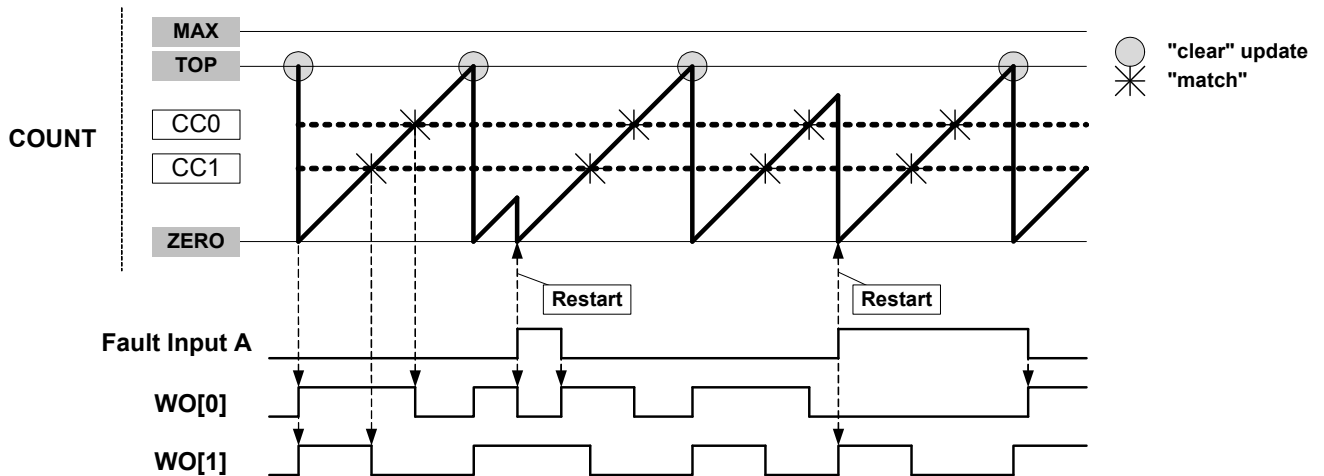 MAX
TOP
"clear" update
"match"
CC0
COUNT
CC1
ZERO
Restart
Restart
Fault Input A
WO[0]
WO[1]